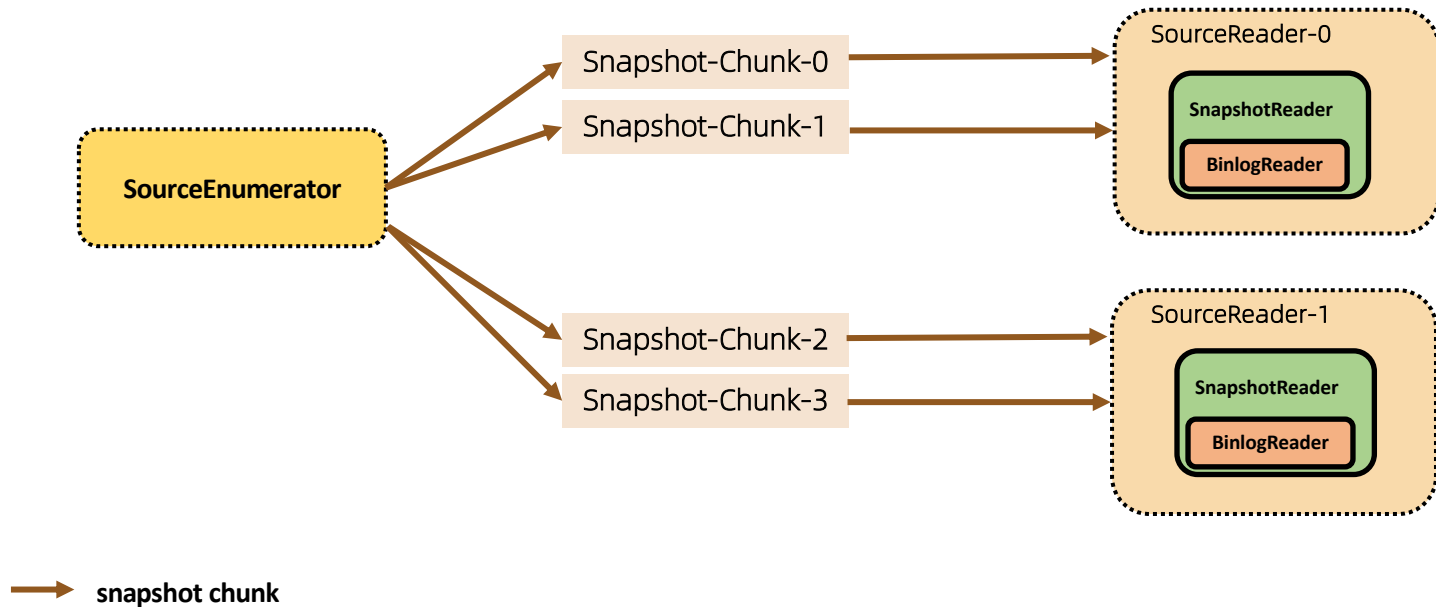 SourceEnumerator
Snapshot-Chunk-0
Snapshot-Chunk-1
Snapshot-Chunk-2
Snapshot-Chunk-3
SourceReader-0
SnapshotReader
BinlogReader
SourceReader-1
SnapshotReader
BinlogReader
snapshot chunk